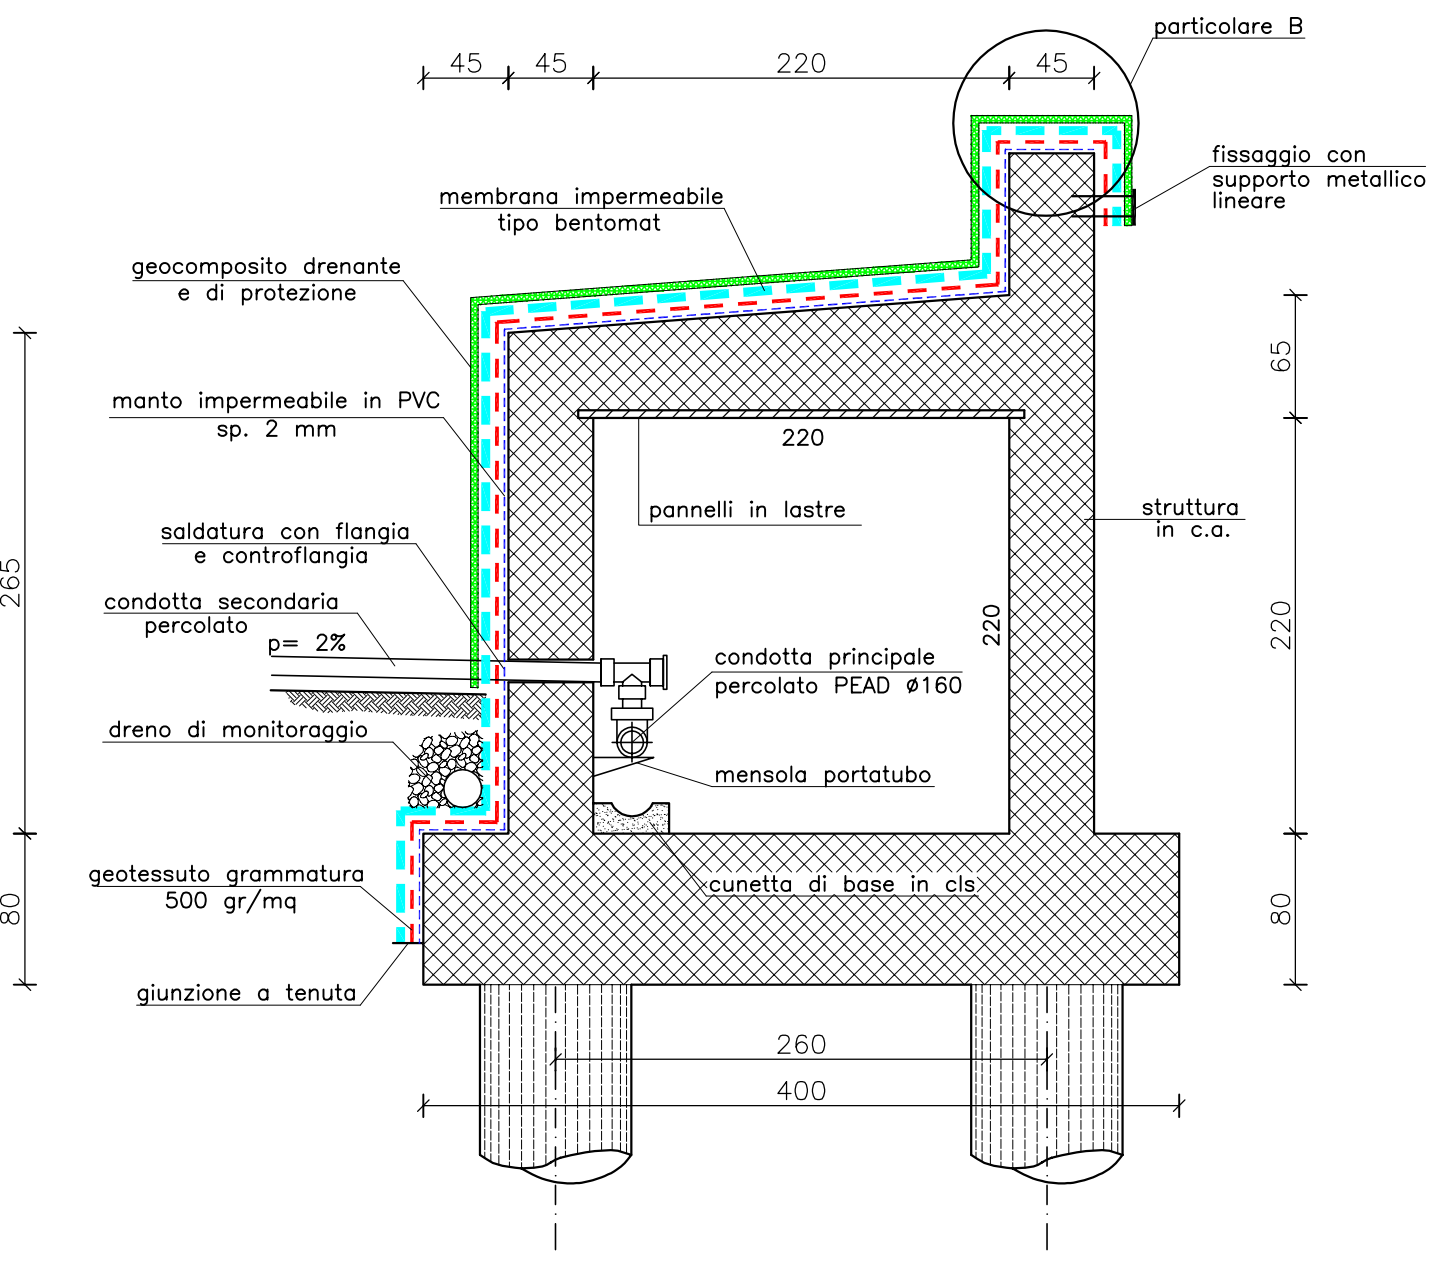 particolare B
45
45
220
45
fissaggio con
supporto metallico
lineare
membrana impermeabile
tipo bentomat
geocomposito drenante
e di protezione
65
manto impermeabile in PVC
sp. 2 mm
220
pannelli in lastre
struttura
in c.a.
saldatura con flangia
e controflangia
265
condotta secondaria
percolato
p= 2%
220
220
condotta principale
percolato PEAD Ø160
dreno di monitoraggio
mensola portatubo
geotessuto grammatura
500 gr/mq
cunetta di base in cls
80
80
giunzione a tenuta
260
400